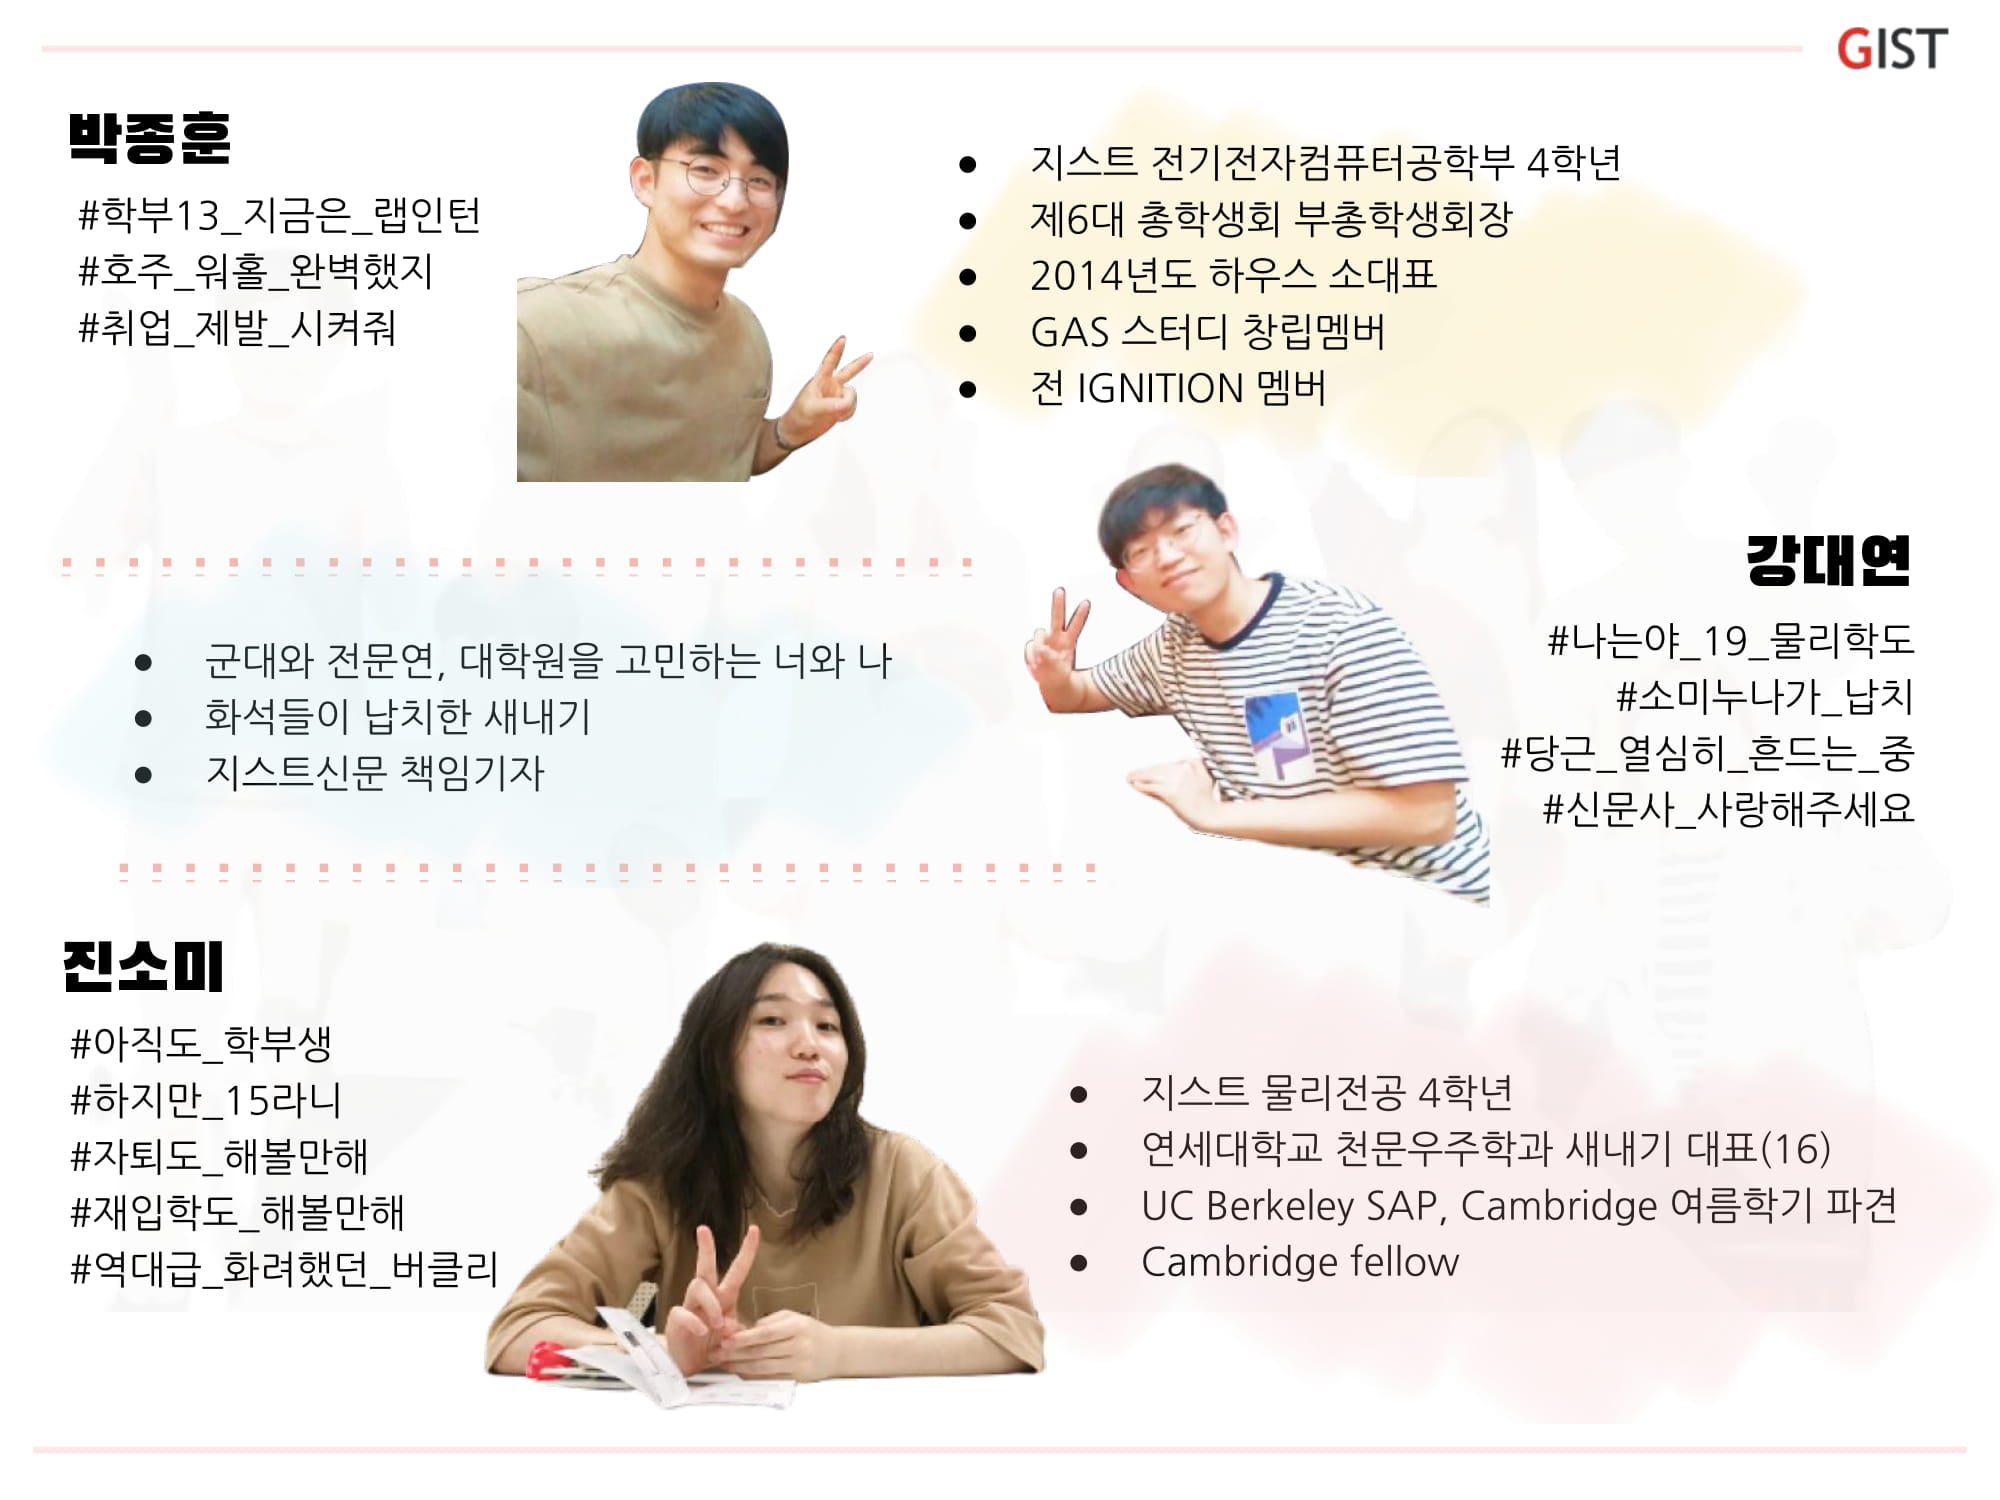 GIST
박종훈
#학부13_지금은_랩인턴
#호주_워홀_완벽했지
#취업_제발_시켜줘
● 지스트 전기전자컴퓨터공학부 4학년
● 제6대 총학생회 부총학생회장
● 2014년도 하우스 소대표
● GAS 스터디 창립멤버
● 전 IGNITION 멤버
강대연
#나는야_19_물리학도
#소미누나가_납치
#당근_열심히_흔드는_중
#신문사_사랑해주세요
● 군대와 전문연, 대학원을 고민하는 너와 나
● 화석들이 납치한 새내기
● 지스트신문 책임기자
진소미
#아직도_학부생
#하지만_15라니
#자퇴도_해볼만해
#재입학도_해볼만해
#역대급_화려했던_버클리
● 지스트 물리전공 4학년
● 연세대학교 천문우주학과 새내기 대표(16)
● UC Berkeley SAP, Cambridge 여름학기 파견
● Cambridge fellow